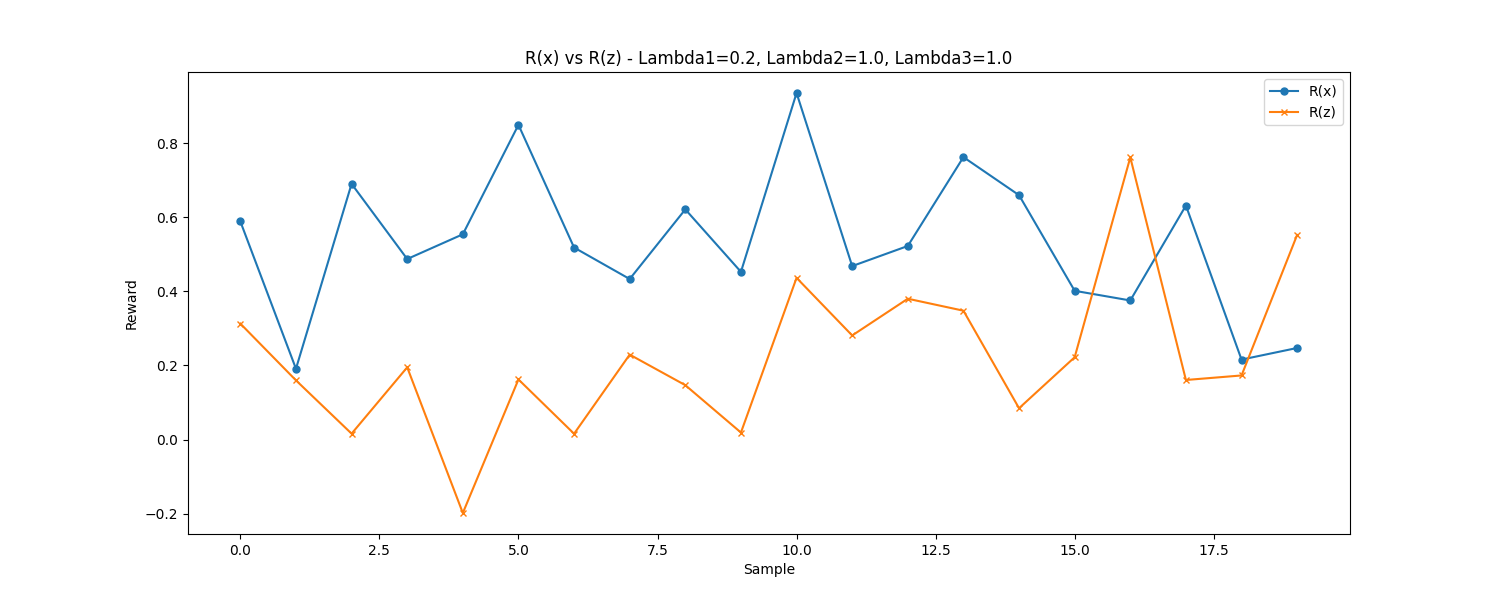 R(x) vs R(z) - Lambda1=0.2, Lambda2=1.0, Lambda3=1.0
R(x)
R(z)
0.8
0.6
0.4
0.2
0.0
−0.2
Reward
0.0 2.5 5.0 7.5 10.0 12.5 15.0 17.5
Sample